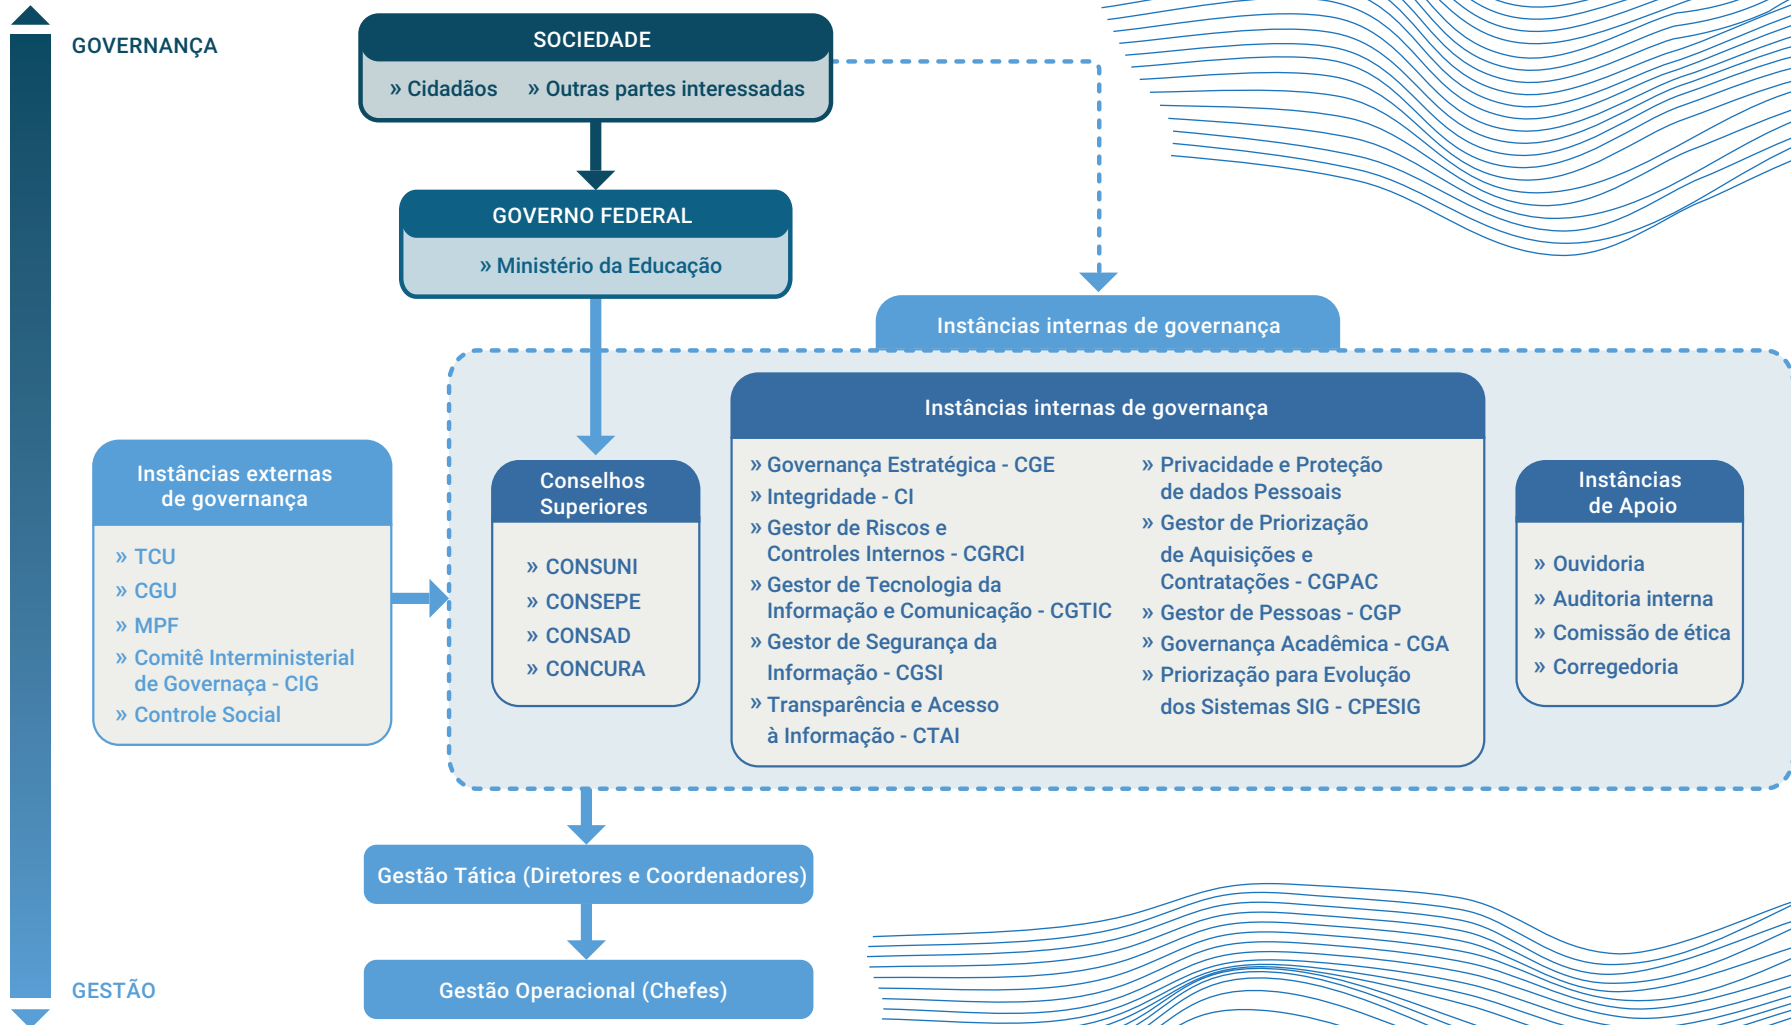 GOVERNANÇA
SOCIEDADE
» Cidadãos » Outras partes interessadas
GOVERNO FEDERAL
» Ministério da Educação
Instâncias internas de governança
Instâncias externas
de governança
» TCU
» CGU
» MPF
» Comitê Interministerial
de Governaça - CIG
» Controle Social
Conselhos
Superiores
» CONSUNI
» CONSEPE
» CONSAD
» CONCURA
Instâncias internas de governança
» Governança Estratégica - CGE
» Integridade - CI
» Gestor de Riscos e
Controles Internos - CGRCI
» Gestor de Tecnologia da
Informação e Comunicação - CGTIC
» Gestor de Segurança da
Informação - CGSI
» Transparência e Acesso
à Informação - CTAI
» Privacidade e Proteção
de dados Pessoais
» Gestor de Priorização
de Aquisições e
Contratações - CGPAC
» Gestor de Pessoas - CGP
» Governança Acadêmica - CGA
» Priorização para Evolução
dos Sistemas SIG - CPESIG
Instâncias
de Apoio
» Ouvidoria
» Auditoria interna
» Comissão de ética
» Corregedoria
Gestão Tática (Diretores e Coordenadores)
GESTÃO
Gestão Operacional (Chefes)